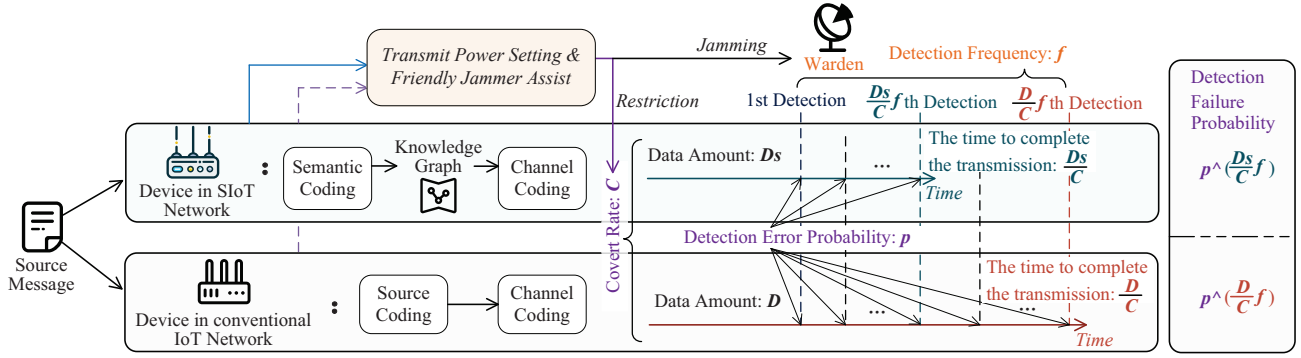 Transmit Power Setting &
Friendly Jammer Assist
Jamming
Restriction
Warden
Detection Frequency: f
1st Detection
Ds/C f th Detection
D/C f th Detection
Detection
Failure
Probability
p^(Ds/C f)
p^(D/C f)
Source
Message
Device in SIoT
Network
:
Semantic
Coding
Knowledge
Graph
Channel
Coding
Covert Rate: C
Data Amount: Ds
...
The time to complete
the transmission: Ds/C
Time
Detection Error Probability: p
Device in conventional
IoT Network
:
Source
Coding
Channel
Coding
Data Amount: D
...
...
The time to complete
the transmission: D/C
Time